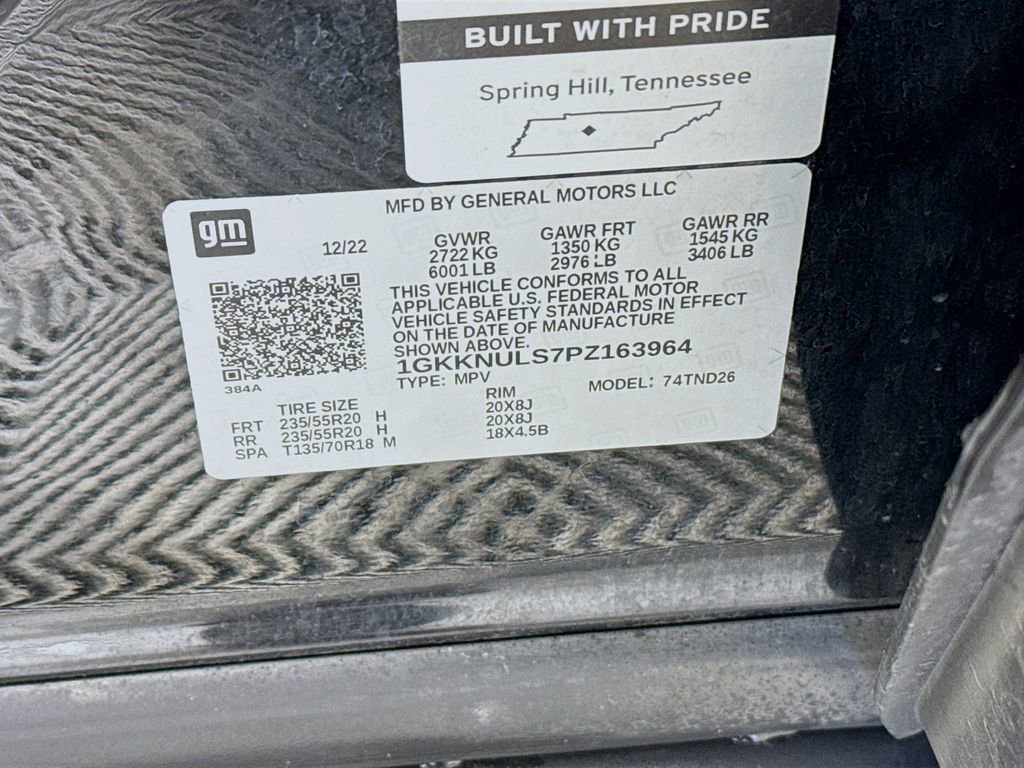 BUILT WITH PRIDE
Spring Hill, Tennessee
gm
MFD BY GENERAL MOTORS LLC
12/22
GVWR
2722 KG
6001 LB
GAWR FRT
1350 KG
2976 LB
GAWR RR
1545 KG
3406 LB
THIS VEHICLE CONFORMS TO ALL
APPLICABLE U.S. FEDERAL MOTOR
VEHICLE SAFETY STANDARDS IN EFFECT
ON THE DATE OF MANUFACTURE
SHOWN ABOVE.
1GKKNULS7PZ163964
TYPE: MPV
MODEL: 74TND26
384A
TIRE SIZE RIM
FRT 235/55R20 H 20X8J
RR 235/55R20 H 20X8J
SPA T135/70R18 M 18X4.5B